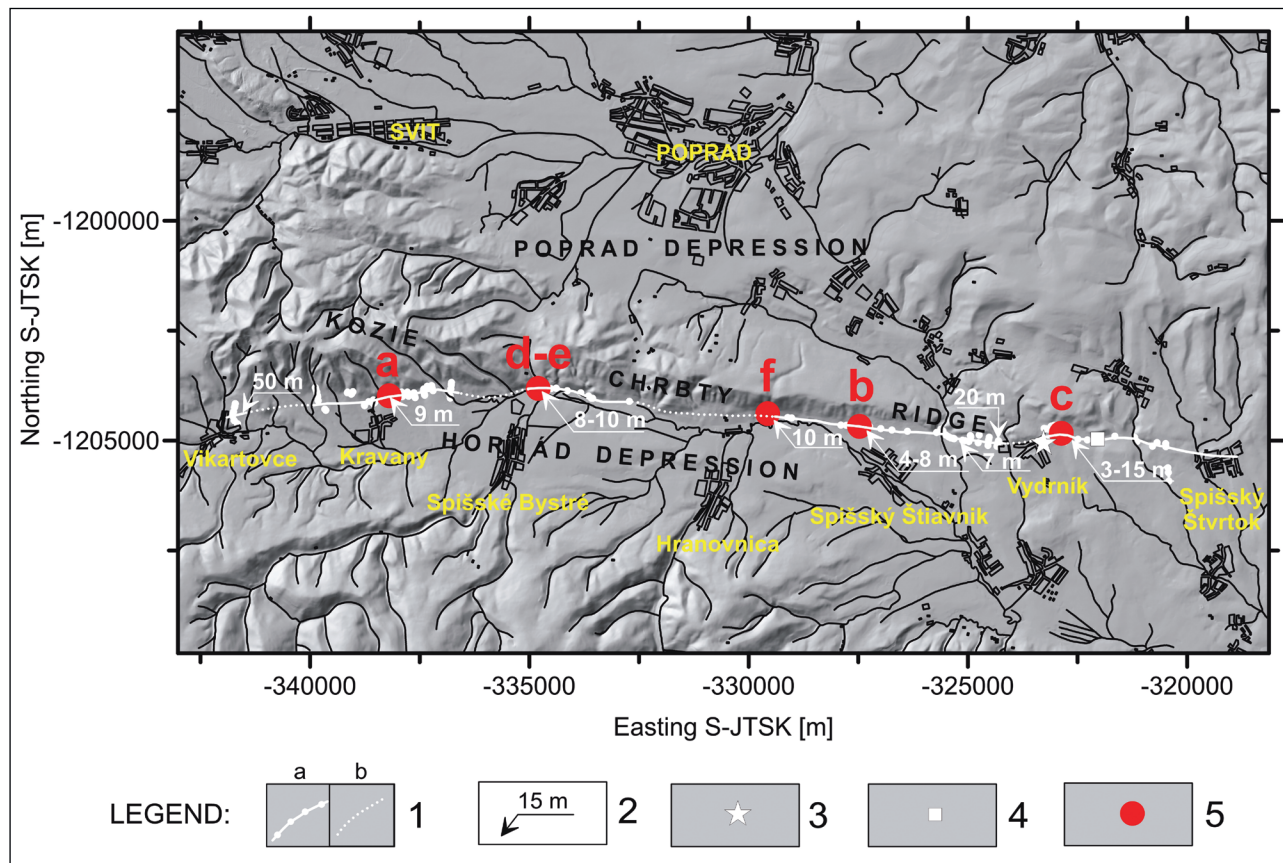 SVIT
POPRAD
Northing S-JTSK [m]
-1200000
POPRAD DEPRESSION
KOZIE
d-e
a
50 m
CHRBTY
f
b
RIDGE
20 m
c
9 m
8-10 m
10 m
-1205000
HORNÁD DEPRESSION
4-8 m
7 m
3-15 m
Vikartovce
Kravany
Vydrník
Spišský
Štvrtok
Spišské Bystré
Spišský Štiavnik
Hranovnica
-340000
-335000
-330000
-325000
-320000
Easting S-JTSK [m]
a
b
LEGEND:
1
15 m
2
3
4
5